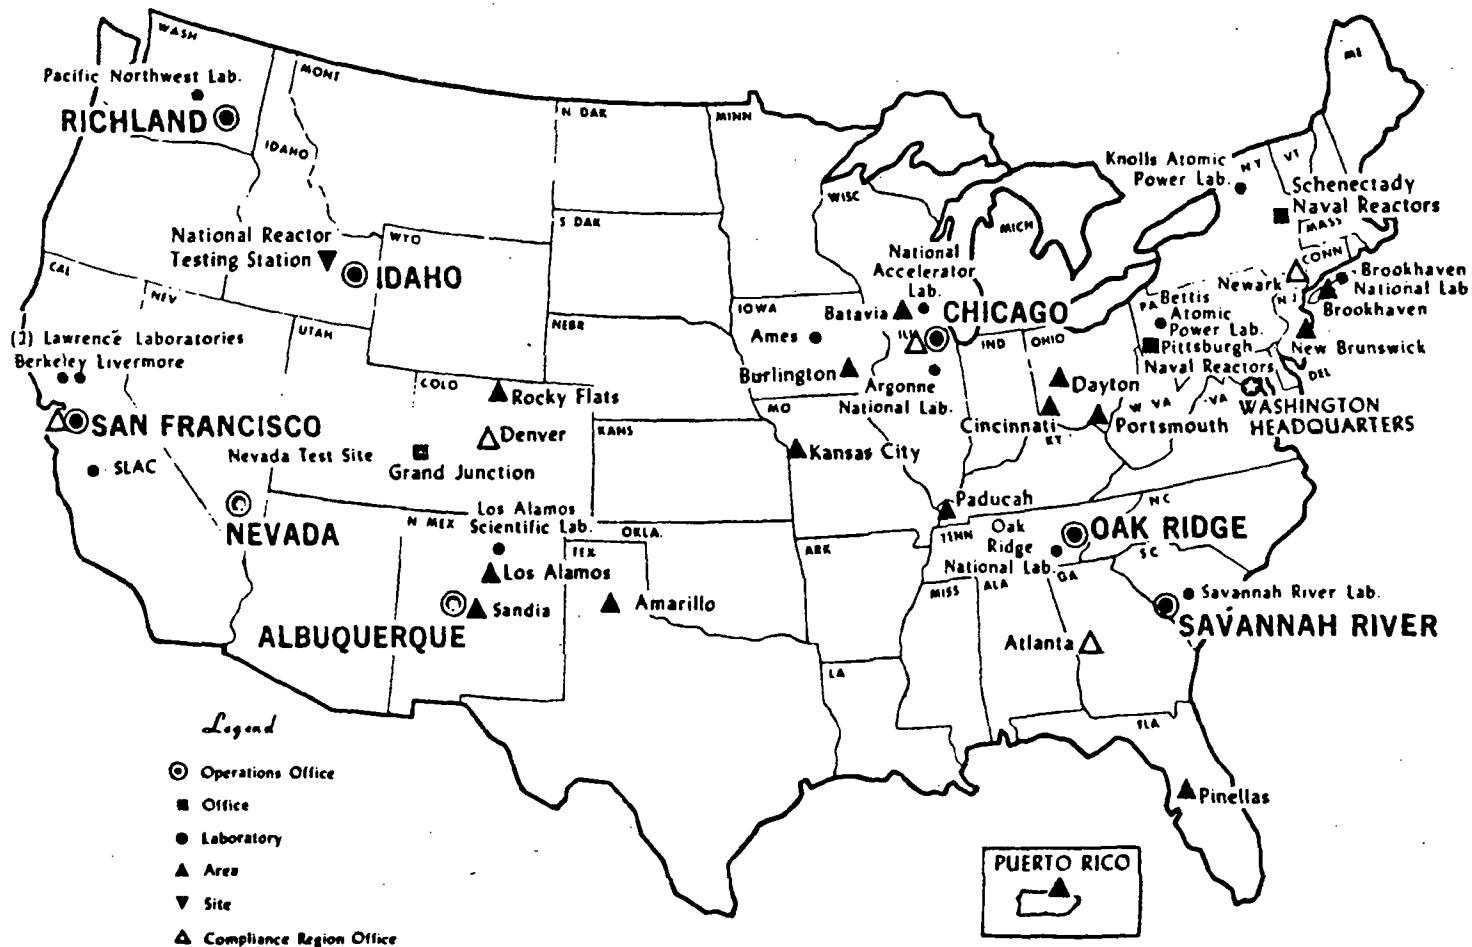 WASH
Pacific Northwest Lab.
RICHLAND
MONT
IDAHO
N DAK
MINN
S DAK
WISC
MICH
ME
VT
NY
Knolls Atomic
Power Lab.
Schenectady
Naval Reactors
MASS
CONN
National Reactor
Testing Station
IDAHO
WYO
CAL
NEV
UTAH
NEBR
IOWA
National
Accelerator
Lab.
Batavia
CHICAGO
Ames
ILL
IND
OHIO
Newark
NJ
Brookhaven
National Lab
Brookhaven
PA
Bettis
Atomic
Power Lab.
Pittsburgh
Naval Reactors
New Brunswick
DEL
(2) Lawrence Laboratories
Berkeley Livermore
COLO
Rocky Flats
Burlington
Argonne
National Lab.
Dayton
W VA
VA
WASHINGTON
HEADQUARTERS
SAN FRANCISCO
Denver
KANS
MO
Cincinnati
KY
Portsmouth
SLAC
Nevada Test Site
Grand Junction
Kansas City
NEVADA
N MEX
Los Alamos
Scientific Lab.
OKLA.
TEX
Paducah
NC
TENN
Oak
Ridge
National Lab.
OAK RIDGE
SC
ARK
Los Alamos
MISS
ALA
GA
Savannah River Lab.
Sandia
Amarillo
ALBUQUERQUE
SAVANNAH RIVER
Atlanta
LA
FLA
Pinellas
PUERTO RICO
Legend
Operations Office
Office
Laboratory
Area
Site
Compliance Region Office